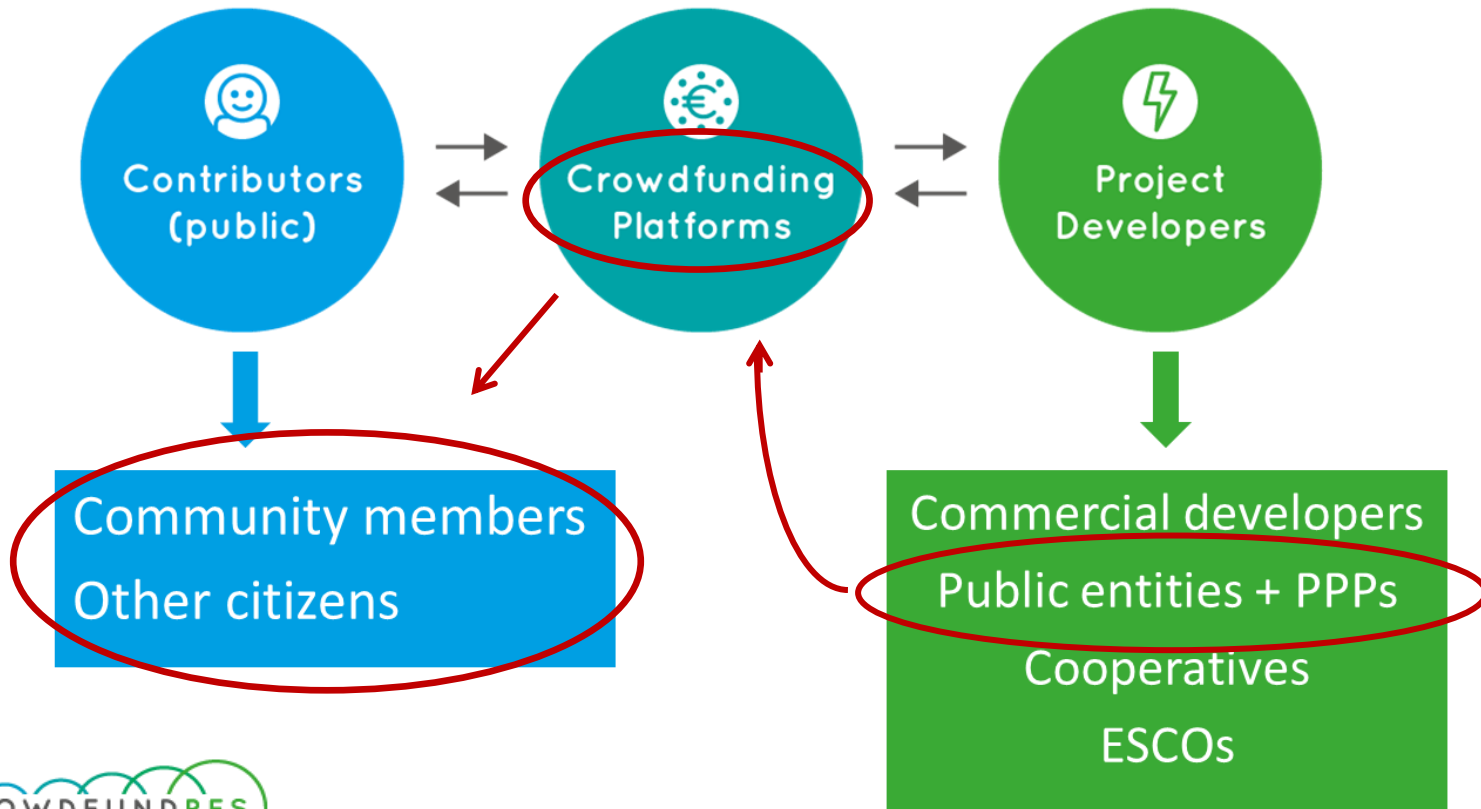 Contributors
(public)
€
Crowdfunding
Platforms
Project
Developers
Community members
Other citizens
Commercial developers
Public entities + PPPs
Cooperatives
ESCOs